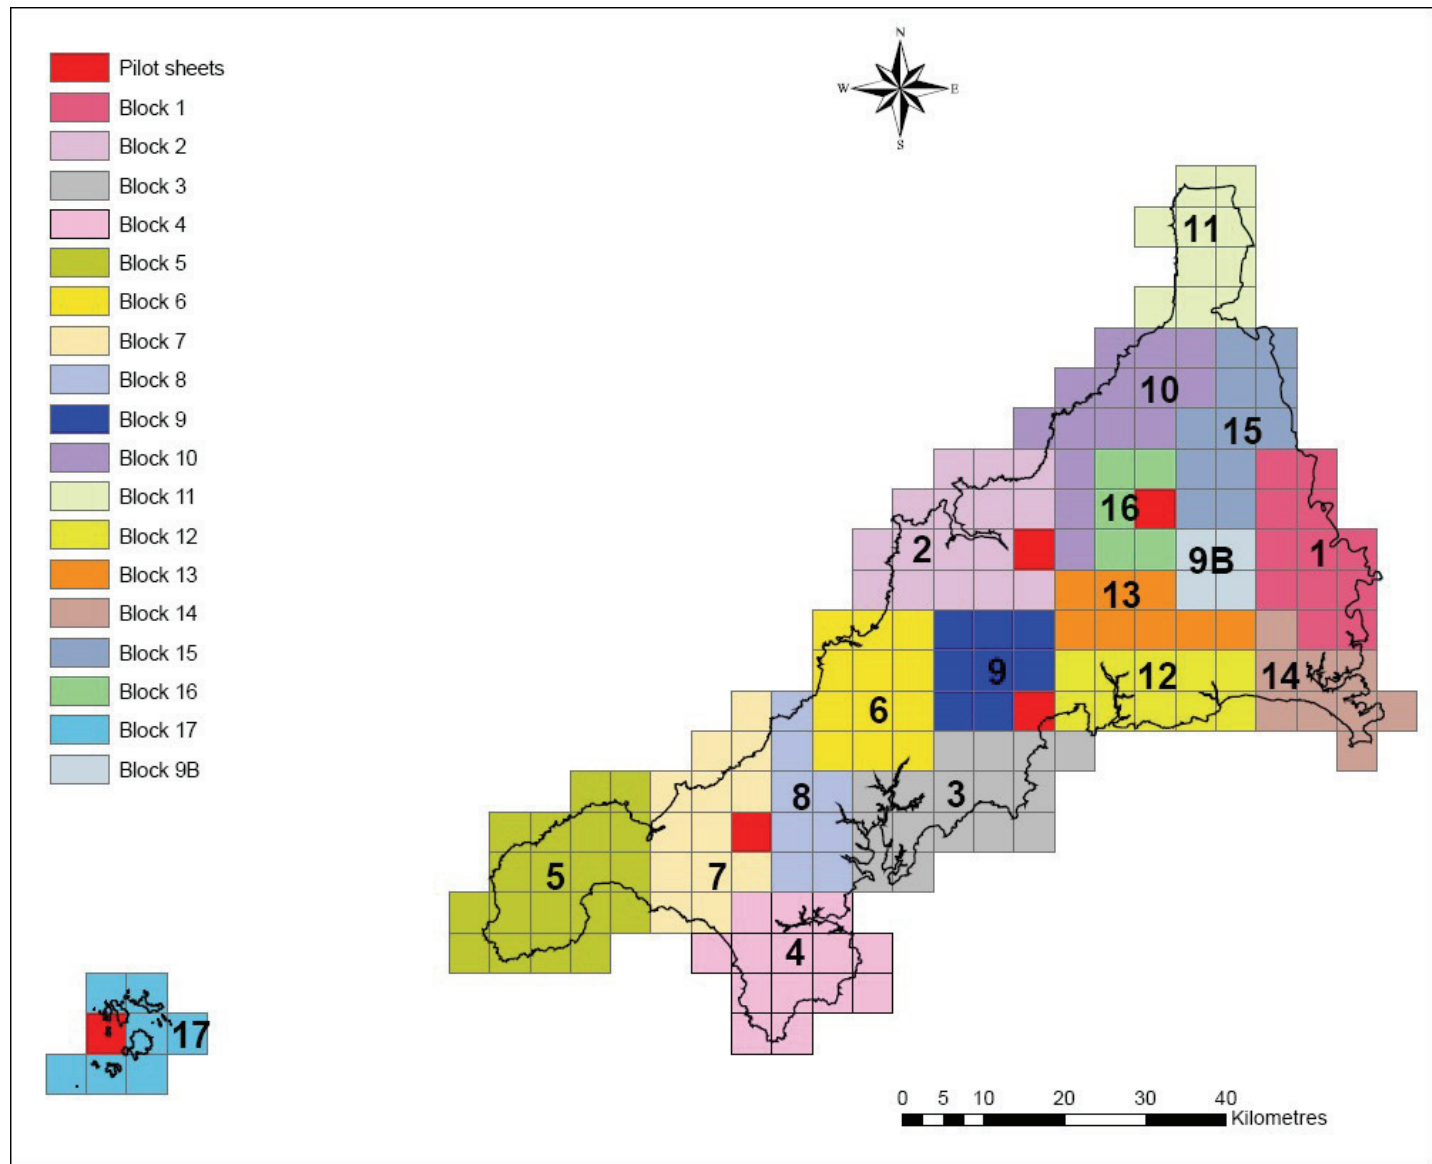 N
W E
S
Pilot sheets
Block 1
Block 2
Block 3
Block 4
Block 5
Block 6
Block 7
Block 8
Block 9
Block 10
Block 11
Block 12
Block 13
Block 14
Block 15
Block 16
Block 17
Block 9B
11
10
15
16
2
9B
1
13
9
12
14
6
8
3
5
7
4
17
0 5 10 20 30 40
Kilometres